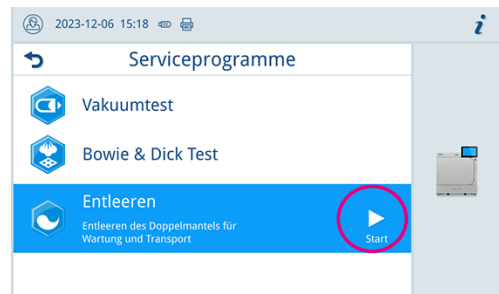 2023-12-06 15:18
Serviceprogramme
Vakuumtest
Bowie & Dick Test
Entleeren
Entleeren des Doppelmantels für
Wartung und Transport
Start